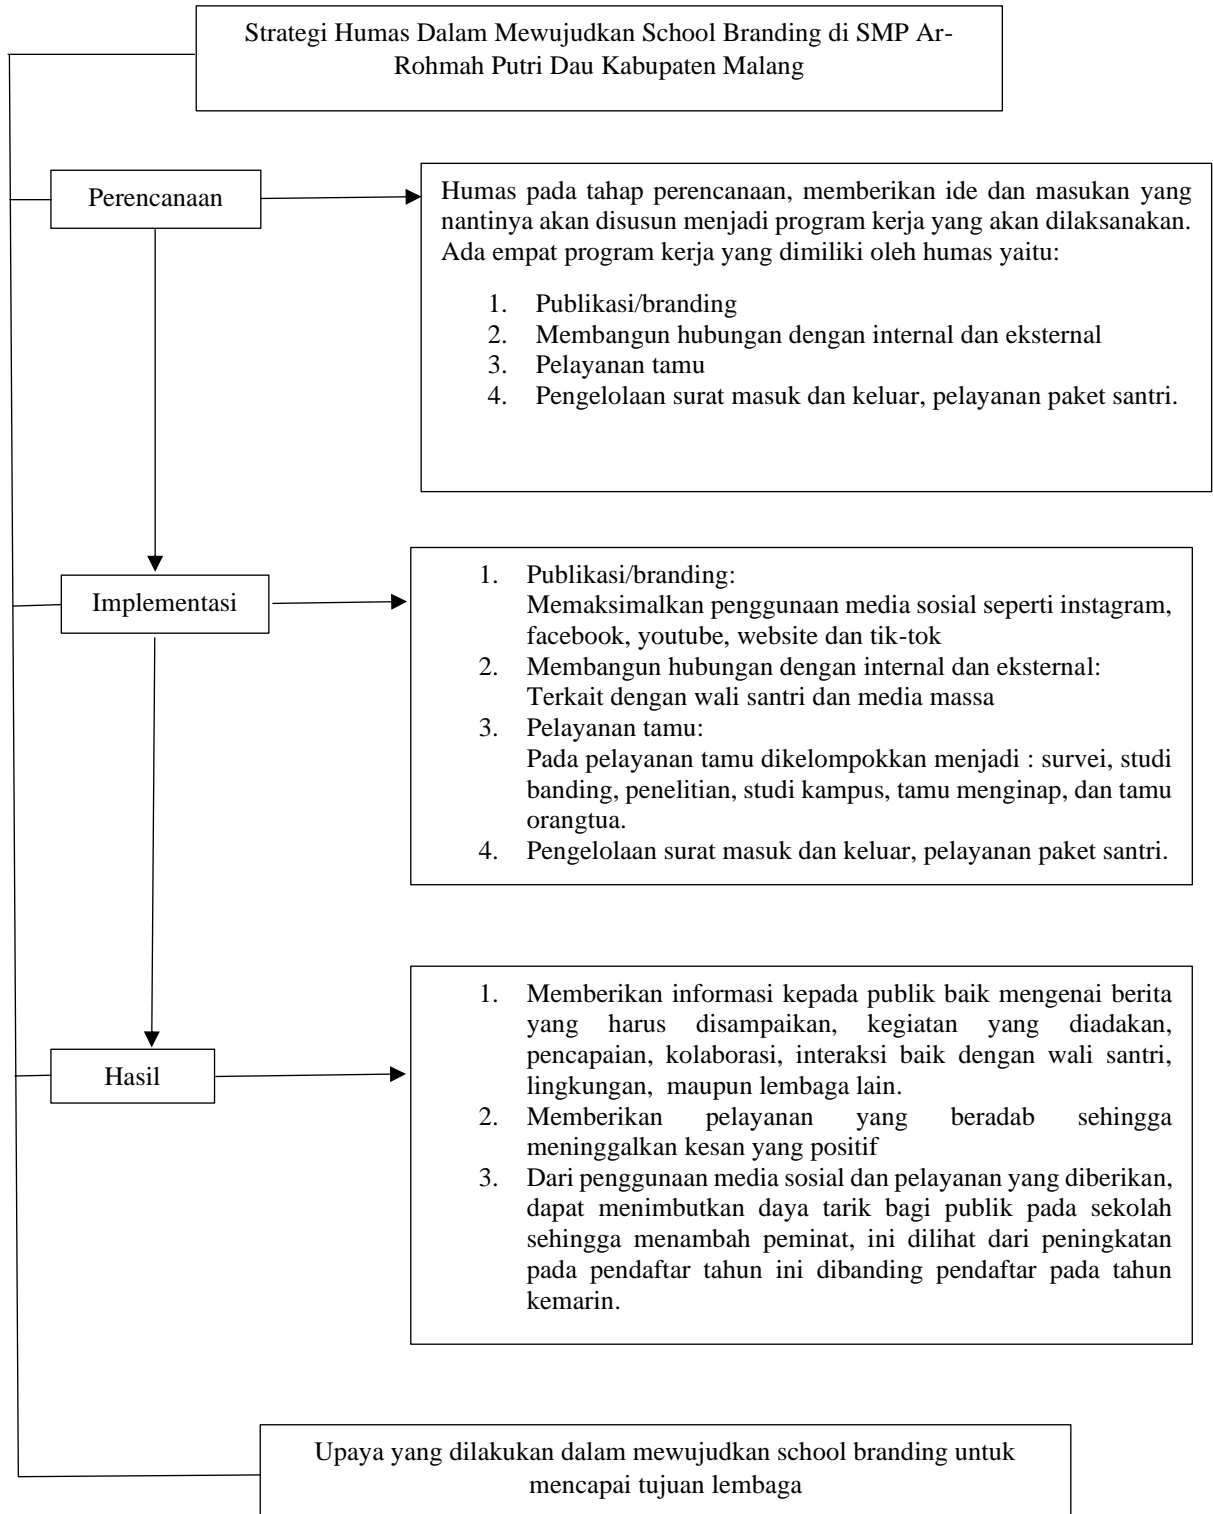 Strategi Humas Dalam Mewujudkan School Branding di SMP Ar-
Rohmah Putri Dau Kabupaten Malang
Perencanaan
Humas pada tahap perencanaan, memberikan ide dan masukan yang
nantinya akan disusun menjadi program kerja yang akan dilaksanakan.
Ada empat program kerja yang dimiliki oleh humas yaitu:
1. Publikasi/branding
2. Membangun hubungan dengan internal dan eksternal
3. Pelayanan tamu
4. Pengelolaan surat masuk dan keluar, pelayanan paket santri.
Implementasi
1. Publikasi/branding:
Memaksimalkan penggunaan media sosial seperti instagram,
facebook, youtube, website dan tik-tok
2. Membangun hubungan dengan internal dan eksternal:
Terkait dengan wali santri dan media massa
3. Pelayanan tamu:
Pada pelayanan tamu dikelompokkan menjadi : survei, studi
banding, penelitian, studi kampus, tamu menginap, dan tamu
orangtua.
4. Pengelolaan surat masuk dan keluar, pelayanan paket santri.
Hasil
1. Memberikan informasi kepada publik baik mengenai berita
yang harus disampaikan, kegiatan yang diadakan,
pencapaian, kolaborasi, interaksi baik dengan wali santri,
lingkungan, maupun lembaga lain.
2. Memberikan pelayanan yang beradab sehingga
meninggalkan kesan yang positif
3. Dari penggunaan media sosial dan pelayanan yang diberikan,
dapat menimbutkan daya tarik bagi publik pada sekolah
sehingga menambah peminat, ini dilihat dari peningkatan
pada pendaftar tahun ini dibanding pendaftar pada tahun
kemarin.
Upaya yang dilakukan dalam mewujudkan school branding untuk
mencapai tujuan lembaga